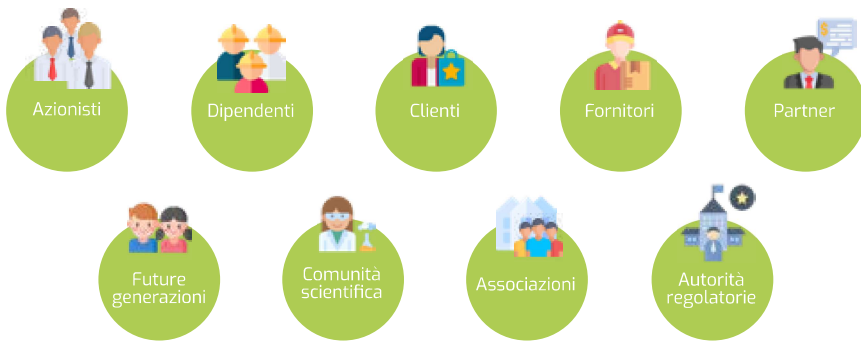 Azionisti
Dipendenti
Clienti
Fornitori
Partner
Future
generazioni
Comunità
scientifica
Associazioni
Autorità
regolatorie